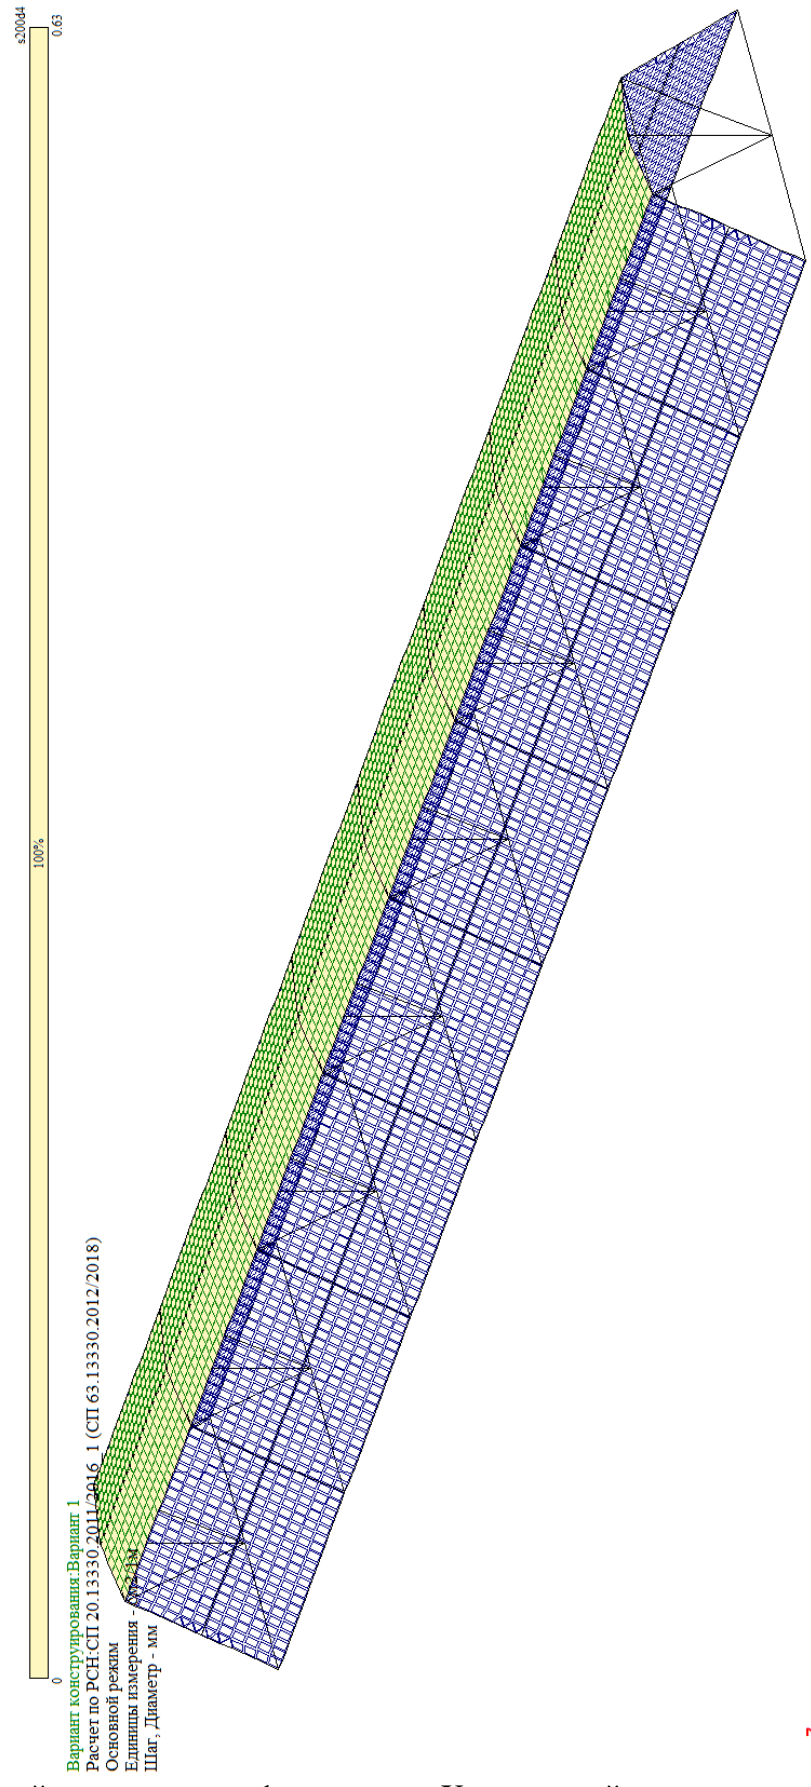 s200d4
0
100%
0.63
Вариант конструирования:Вариант 1
Расчет по РСН:СП 20.13330.2011/2016_1 (СП 63.13330.2012/2018)
Основной режим
Единицы измерения -
Шаг, Диаметр - мм